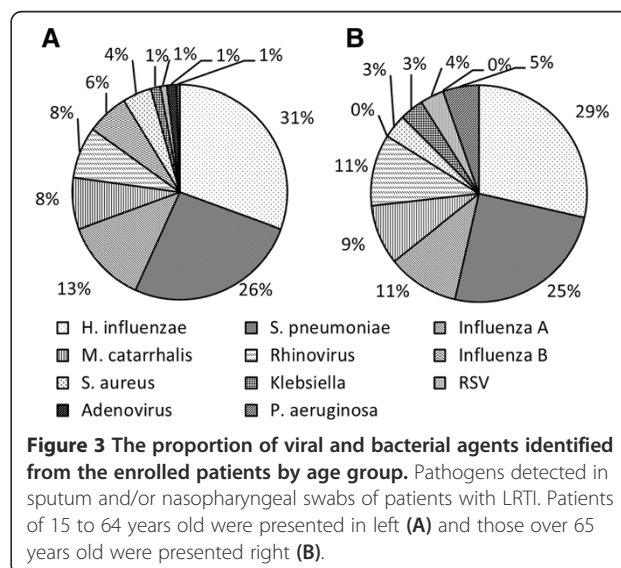 A B
4% 1% 1% 1% 1%
3% 4% 0% 5%
6% 3%
8% 31% 0% 29%
11%
8%
9%
13% 26% 11% 25%
H. influenzae S. pneumoniae Influenza A
M. catarrhalis Rhinovirus Influenza B
S. aureus Klebsiella RSV
Adenovirus P. aeruginosa
Figure 3 The proportion of viral and bacterial agents identified
from the enrolled patients by age group. Pathogens detected in
sputum and/or nasopharyngeal swabs of patients with LRTI. Patients
of 15 to 64 years old were presented in left (A) and those over 65
years old were presented right (B).